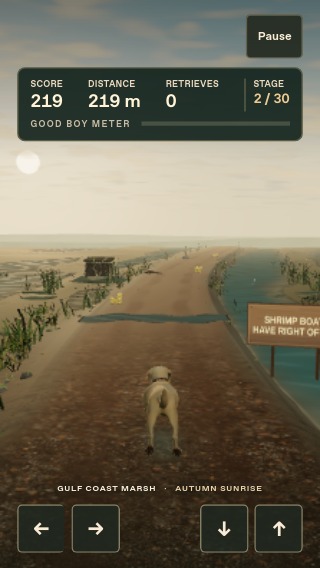 Pause
SCORE DISTANCE RETRIEVES STAGE
219 219 m 0 2 / 30
GOOD BOY METER
SHRIMP BOA
HAVE RIGHT OF
GULF COAST MARSH · AUTUMN SUNRISE
← → ↓ ↑